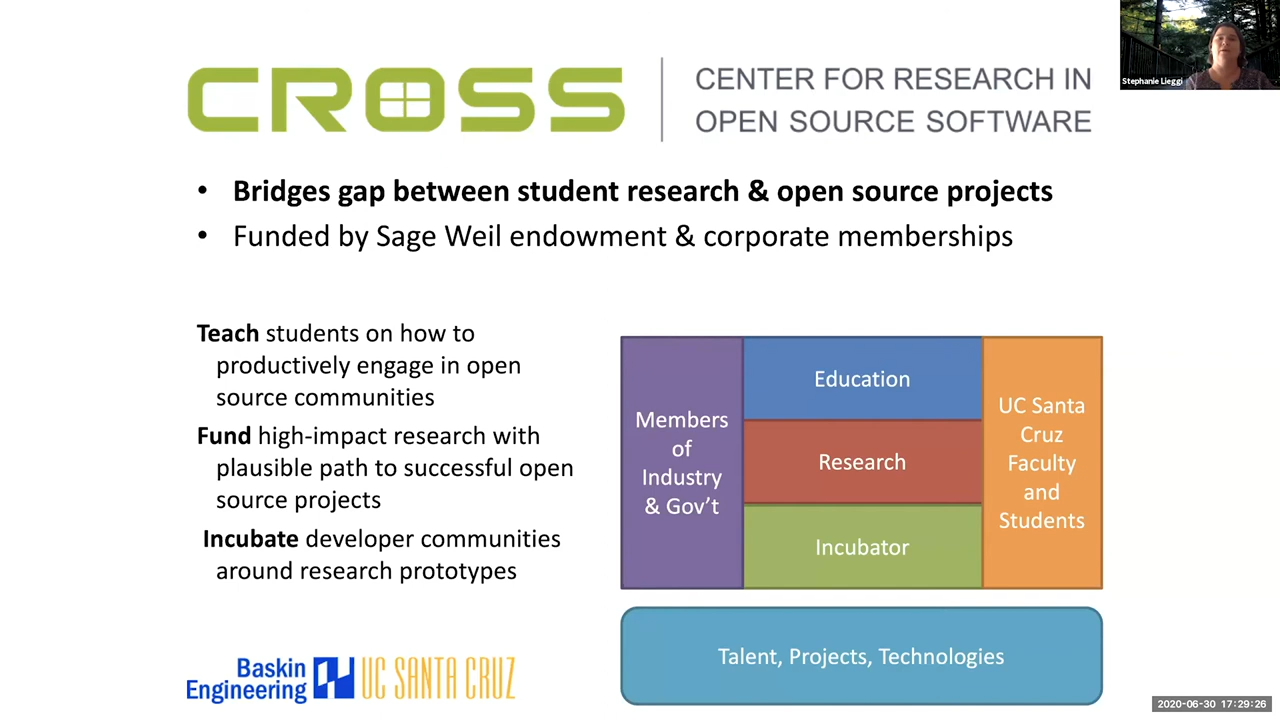 CROSS
CENTER FOR RESEARCH IN
OPEN SOURCE SOFTWARE
Stephanie Lieggi
• Bridges gap between student research & open source projects
• Funded by Sage Weil endowment & corporate memberships
Teach students on how to
productively engage in open
source communities
Fund high-impact research with
plausible path to successful open
source projects
Incubate developer communities
around research prototypes
Members
of
Industry
& Gov't
Education
Research
Incubator
UC Santa
Cruz
Faculty
and
Students
Talent, Projects, Technologies
Baskin
Engineering
UC SANTA CRUZ
2020-06-30 17:29:26